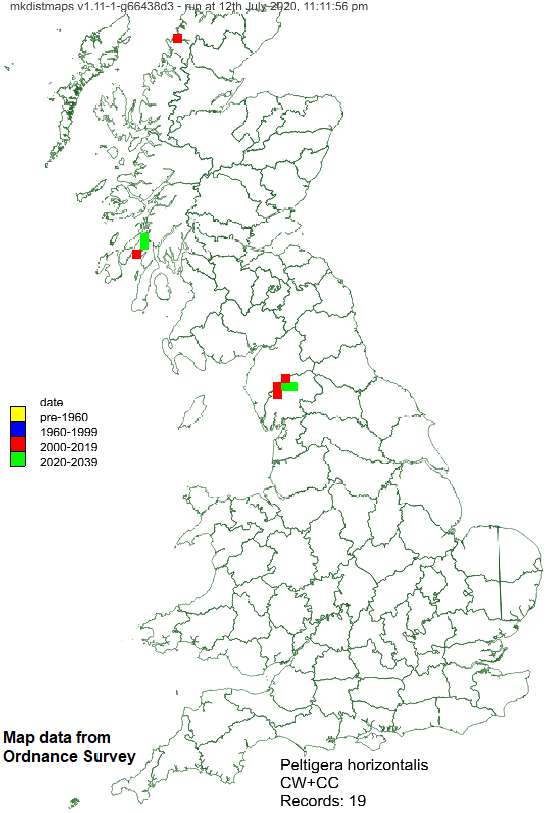 mkdistmaps v1.11-1-g66438d3 - run at 12th July 2020, 11:11:56 pm
date
pre-1960
1960-1999
2000-2019
2020-2039
Map data from
Ordnance Survey
Peltigera horizontalis
CW+CC
Records: 19